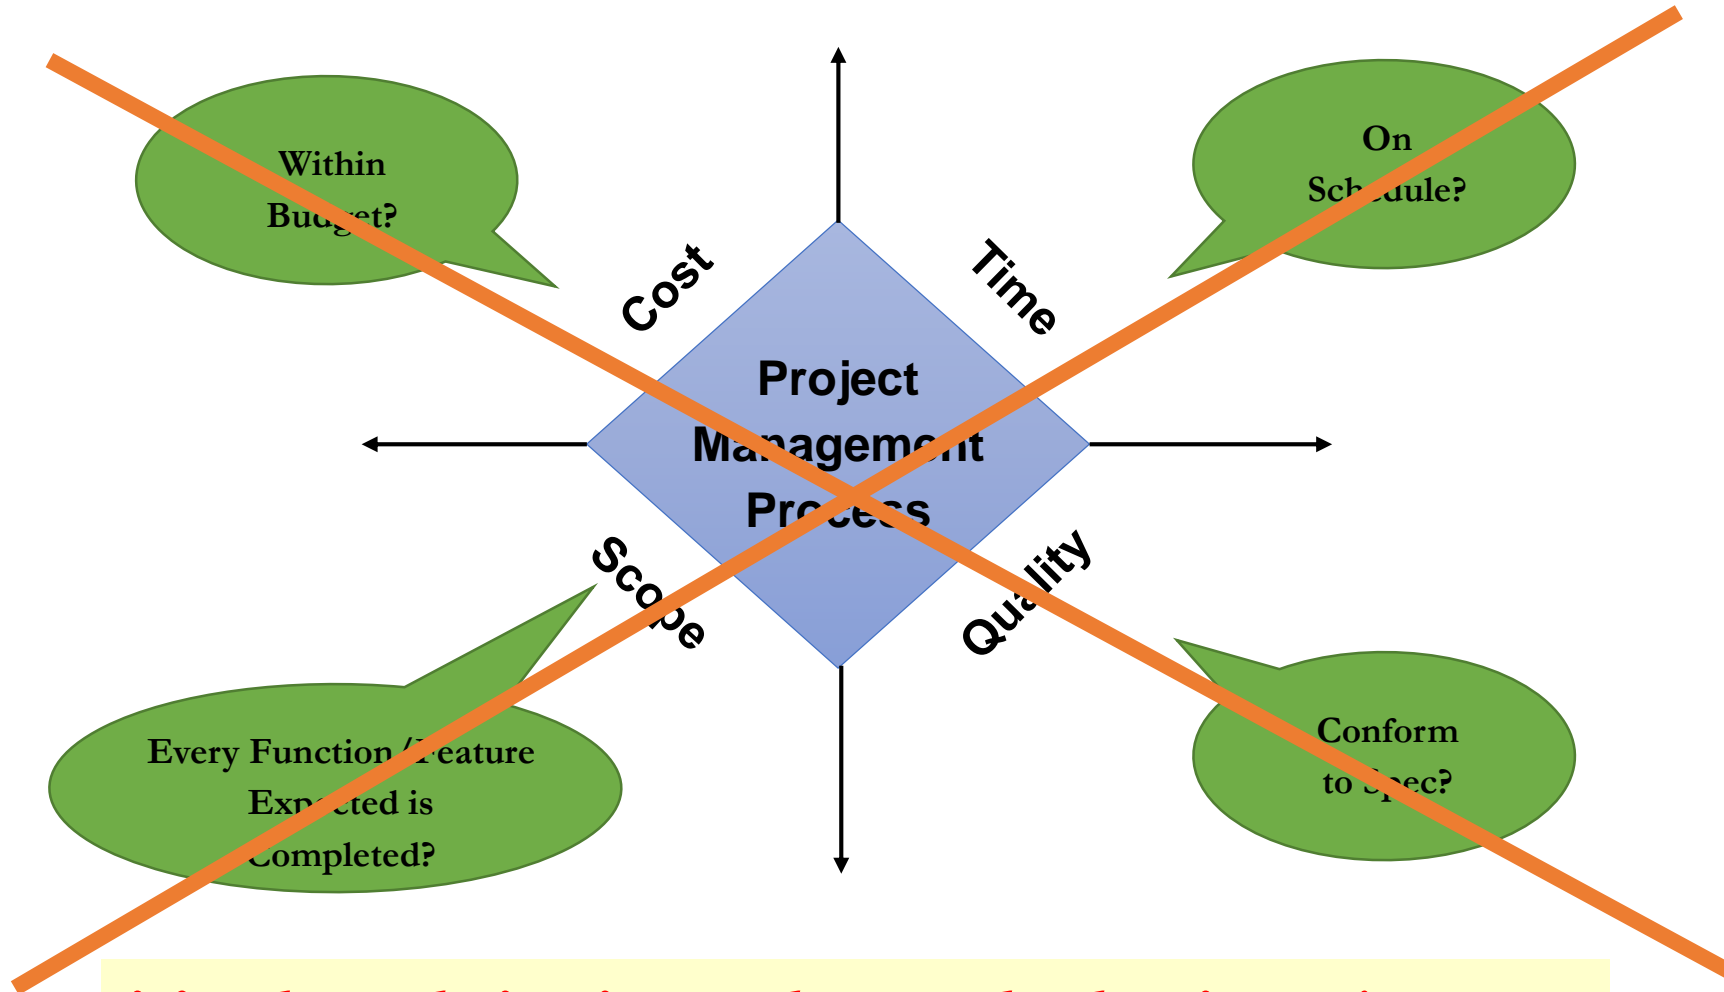 Within
Budget?
On
Schedule?
Cost
Time
Project
Management
Process
Scope
Quality
Every Function/Feature
Expected is
Completed?
Conform
to Spec?